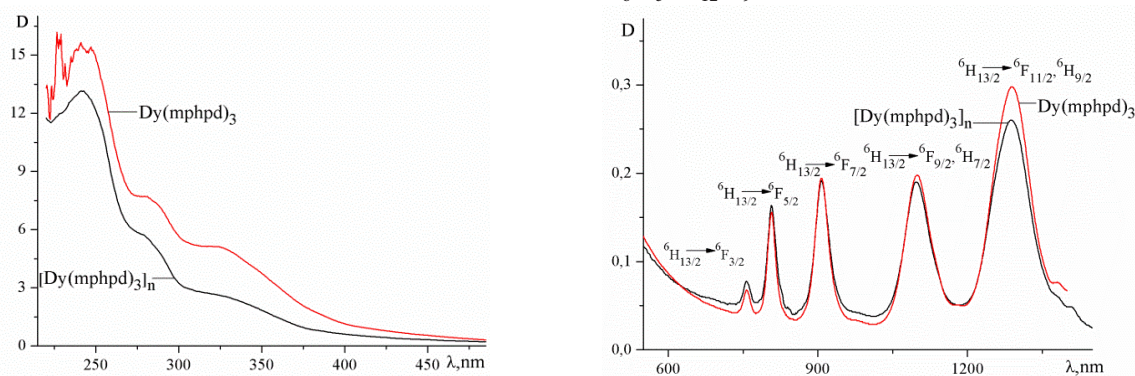 D
15
12
9
6
3
0
Dy(mphpd)3
[Dy(mphpd)3]n
250
300
350
400
450
λ,nm
D
0,3
0,2
0,1
0,0
6H13/2→6F11/2,6H9/2
Dy(mphpd)3
[Dy(mphpd)3]n
6H13/2→6F9/2,6H7/2
6H13/2→6F7/2
6H13/2→6F5/2
6H13/2→6F3/2
600
900
1200
λ,nm